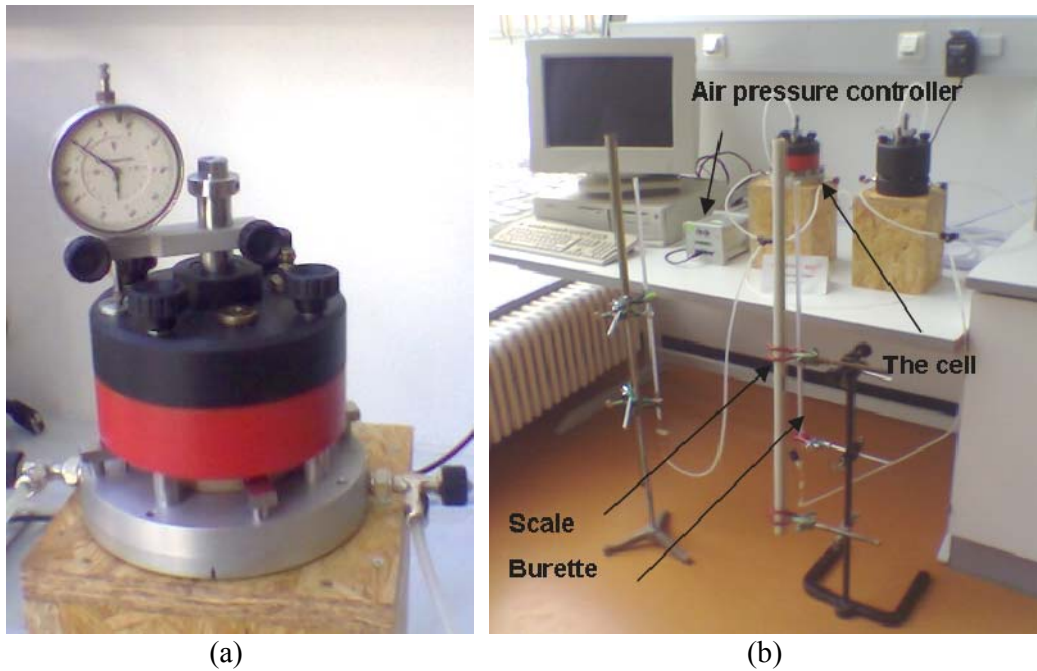 Air pressure controller
The cell
Scale
Burette
(a)
(b)